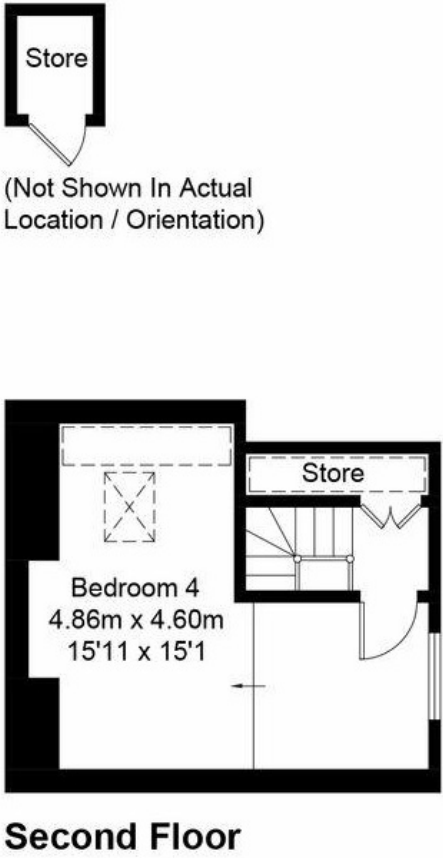 Store
(Not Shown In Actual
Location / Orientation)
Store
Bedroom 4
4.86m x 4.60m
15'11 x 15'1
Second Floor